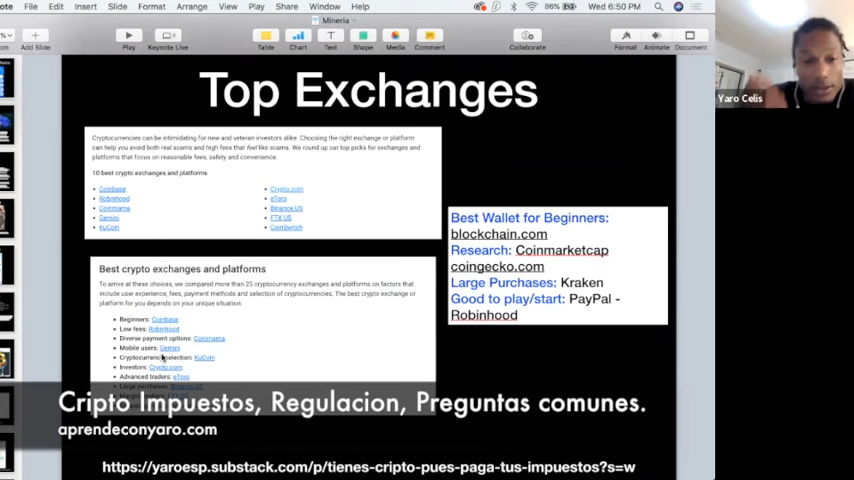 ote File Edit Insert Slide Format Arrange View Play Share Window Help 86% Wed 6:50 PM
Mineria
Add Slide Play Keynote Live Table Chart Text Shape Media Comment Collaborate Format Animate Document
Yaro Celis
Top Exchanges
Cryptocurrencies can be intimidating for new and veteran investors alike. Choosing the right exchange or platform
can help you avoid both real scams and high fees that feel like scams. We round up our top picks for exchanges and
platforms that focus on reasonable fees, safety and convenience.
10 best crypto exchanges and platforms
• Coinbase
• Robinhood
• Coinmama
• Gemini
• KuCoin
• Crypto.com
• eToro
• Binance.US
• FTX US
• CoinSwitch
Best Wallet for Beginners:
blockchain.com
Research: Coinmarketcap
coingecko.com
Large Purchases: Kraken
Good to play/start: PayPal -
Robinhood
Best crypto exchanges and platforms
To arrive at these choices, we compared more than 25 cryptocurrency exchanges and platforms on factors that
include user experience, fees, payment methods and selection of cryptocurrencies. The best crypto exchange or
platform for you depends on your unique situation:
• Beginners: Coinbase
• Low fees: Robinhood
• Diverse payment options: Coinmama
• Mobile users: Gemini
• Cryptocurrency selection: KuCoin
• Investors: Crypto.com
• Advanced traders: eToro
• Large purchases: Binance.US
Cripto Impuestos, Regulacion, Preguntas comunes.
aprendeconyaro.com
https://yaroesp.substack.com/p/tienes-cripto-pues-paga-tus-impuestos?s=w